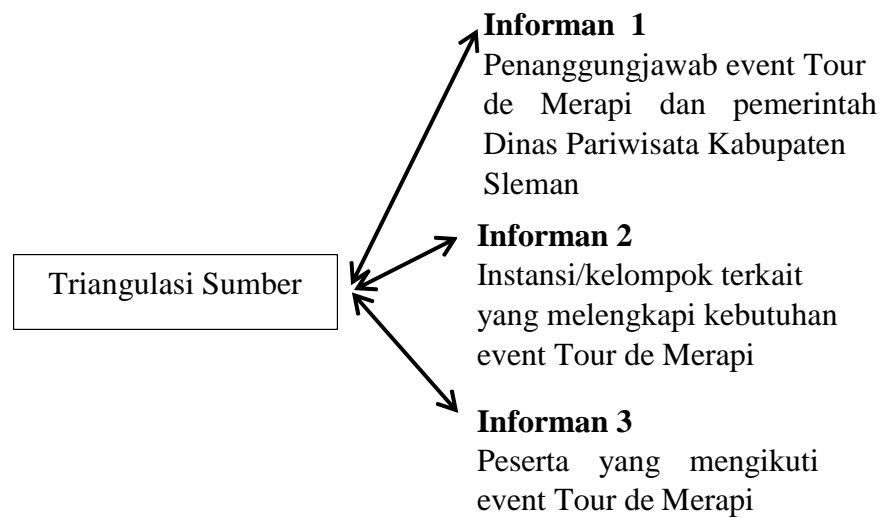 Informan 1
Penanggungjawab event Tour
de Merapi dan pemerintah
Dinas Pariwisata Kabupaten
Sleman
Triangulasi Sumber
Informan 2
Instansi/kelompok terkait
yang melengkapi kebutuhan
event Tour de Merapi
Informan 3
Peserta yang mengikuti
event Tour de Merapi